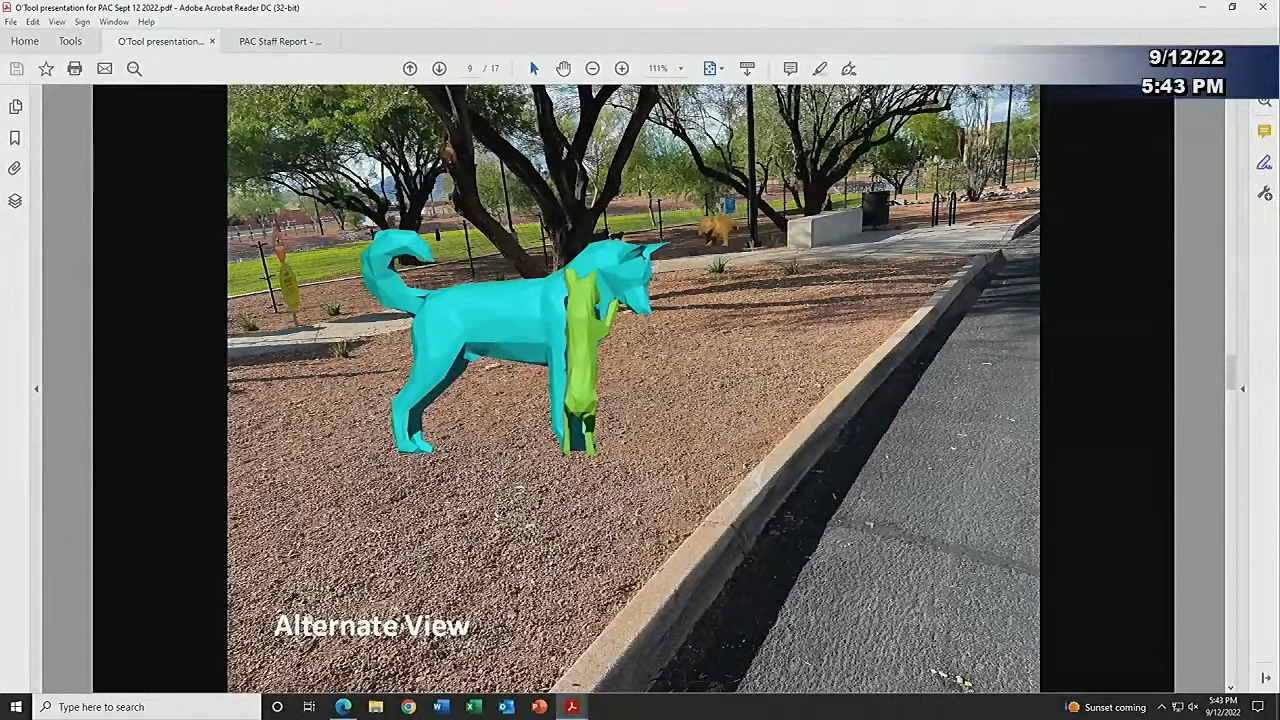 O'Tool presentation for PAC Sept 12 2022.pdf - Adobe Acrobat Reader DC (32-bit)
File Edit View Sign Window Help
Home Tools O'Tool presentation... × PAC Staff Report - ...
9 / 17 111%
9/12/22
5:43 PM
Alternate View
Type here to search
Sunset coming
5:43 PM
9/12/2022